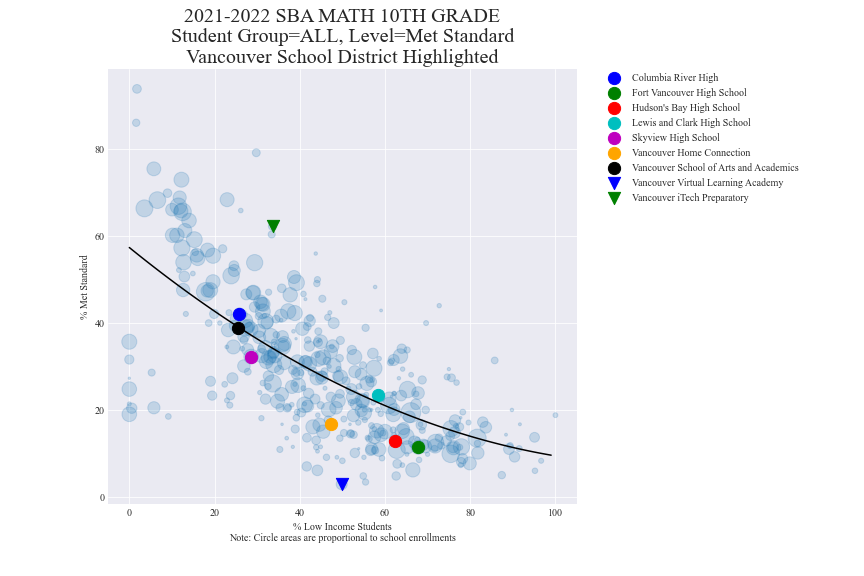 2021-2022 SBA MATH 10TH GRADE
Student Group=ALL, Level=Met Standard
Vancouver School District Highlighted
Columbia River High
Fort Vancouver High School
Hudson's Bay High School
Lewis and Clark High School
Skyview High School
Vancouver Home Connection
Vancouver School of Arts and Academics
Vancouver Virtual Learning Academy
Vancouver iTech Preparatory
% Met Standard
80
60
40
20
0
0 20 40 60 80 100
% Low Income Students
Note: Circle areas are proportional to school enrollments